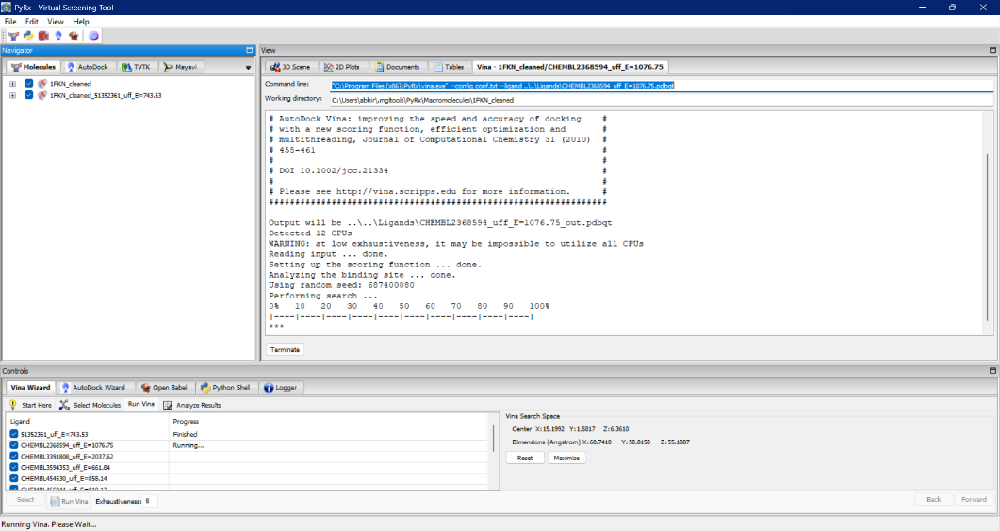 PyRx - Virtual Screening Tool
File Edit View Help
Navigator
Molecules AutoDock TVTK Mayavi
1FKN_cleaned
1FKN_cleaned_51352361_uff_E=743.53
View
3D Scene 2D Plots Documents Tables Vina - 1FKN_cleaned/CHEMBL2368594_uff_E=1076.75
Command line: "C:\Program Files (x86)\PyRx\vina.exe" --config conf.txt --ligand ..\..\Ligands\CHEMBL2368594_uff_E=1076.75.pdbqt
Working directory: C:\Users\abhir\.mgltools\PyRx\Macromolecules\1FKN_cleaned
# AutoDock Vina: improving the speed and accuracy of docking #
# with a new scoring function, efficient optimization and #
# multithreading, Journal of Computational Chemistry 31 (2010) #
# 455-461 #
# #
# DOI 10.1002/jcc.21334 #
# #
# Please see http://vina.scripps.edu for more information. #
#################################################################
Output will be ..\..\Ligands\CHEMBL2368594_uff_E=1076.75_out.pdbqt
Detected 12 CPUs
WARNING: at low exhaustiveness, it may be impossible to utilize all CPUs
Reading input ... done.
Setting up the scoring function ... done.
Analyzing the binding site ... done.
Using random seed: 687400080
Performing search ...
0% 10 20 30 40 50 60 70 80 90 100%
|----|----|----|----|----|----|----|----|----|----|
***
Terminate
Controls
Vina Wizard AutoDock Wizard Open Babel Python Shell Logger
Start Here Select Molecules Run Vina Analyze Results
Ligand Progress
51352361_uff_E=743.53 Finished
CHEMBL2368594_uff_E=1076.75 Running...
CHEMBL3391808_uff_E=2037.62
CHEMBL3594353_uff_E=661.84
CHEMBL454530_uff_E=858.14
Vina Search Space
Center X:15.1992 Y:1.5817 Z:6.3610
Dimensions (Angstrom) X:60.7410 Y:58.8158 Z:55.1887
Reset Maximize
Select Run Vina Exhaustiveness: 8 Back Forward
Running Vina. Please Wait...